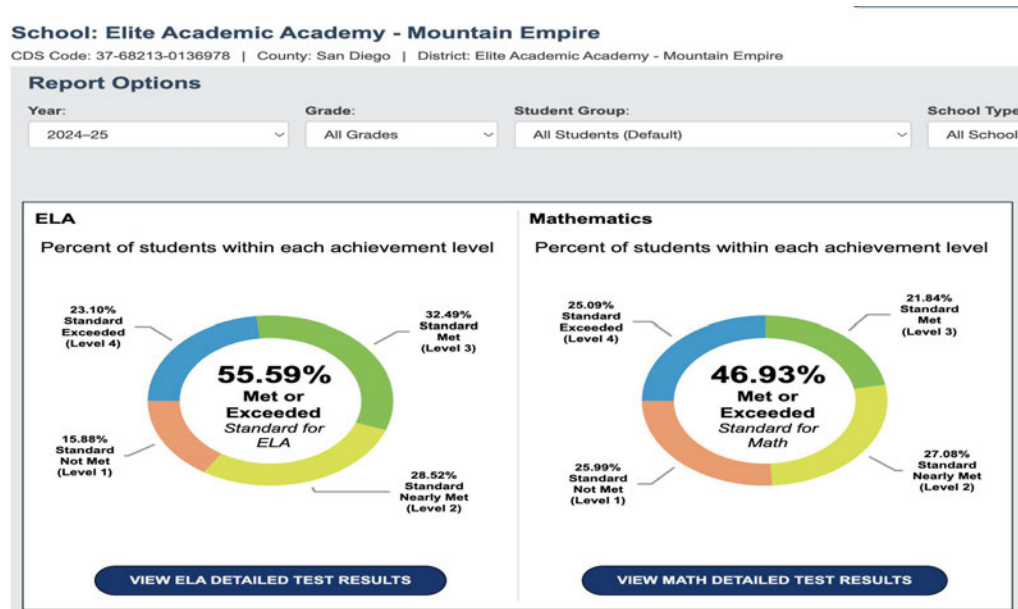 School: Elite Academic Academy - Mountain Empire
CDS Code: 37-68213-0136978 | County: San Diego | District: Elite Academic Academy - Mountain Empire
Report Options
Year:
Grade:
Student Group:
School Type
2024–25
All Grades
All Students (Default)
All School
ELA
Percent of students within each achievement level
23.10%
Standard
Exceeded
(Level 4)
32.49%
Standard
Met
(Level 3)
55.59%
Met or
Exceeded
Standard for
ELA
15.88%
Standard
Not Met
(Level 1)
28.52%
Standard
Nearly Met
(Level 2)
VIEW ELA DETAILED TEST RESULTS
Mathematics
Percent of students within each achievement level
25.09%
Standard
Exceeded
(Level 4)
21.84%
Standard
Met
(Level 3)
46.93%
Met or
Exceeded
Standard for
Math
25.99%
Standard
Not Met
(Level 1)
27.08%
Standard
Nearly Met
(Level 2)
VIEW MATH DETAILED TEST RESULTS